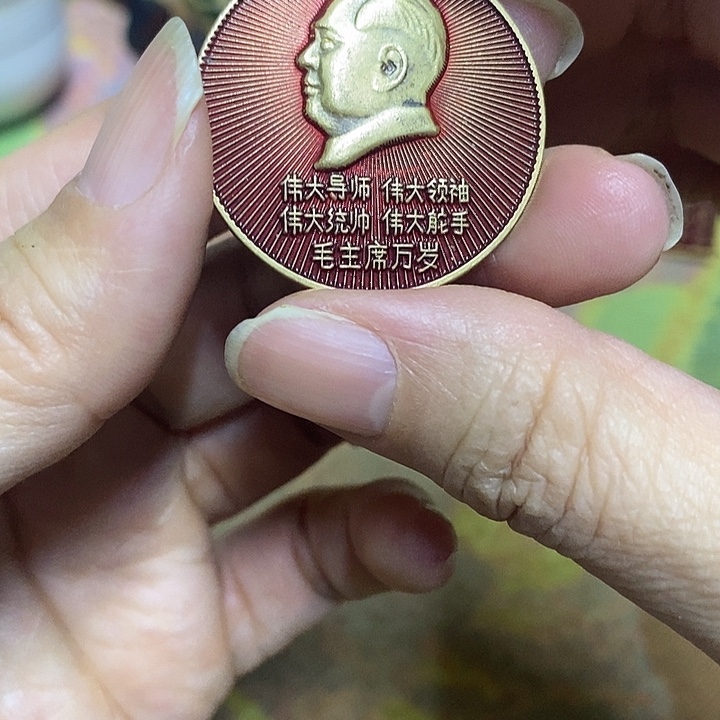 伟大导师 伟大领袖
伟大统帅 伟大舵手
毛主席万岁